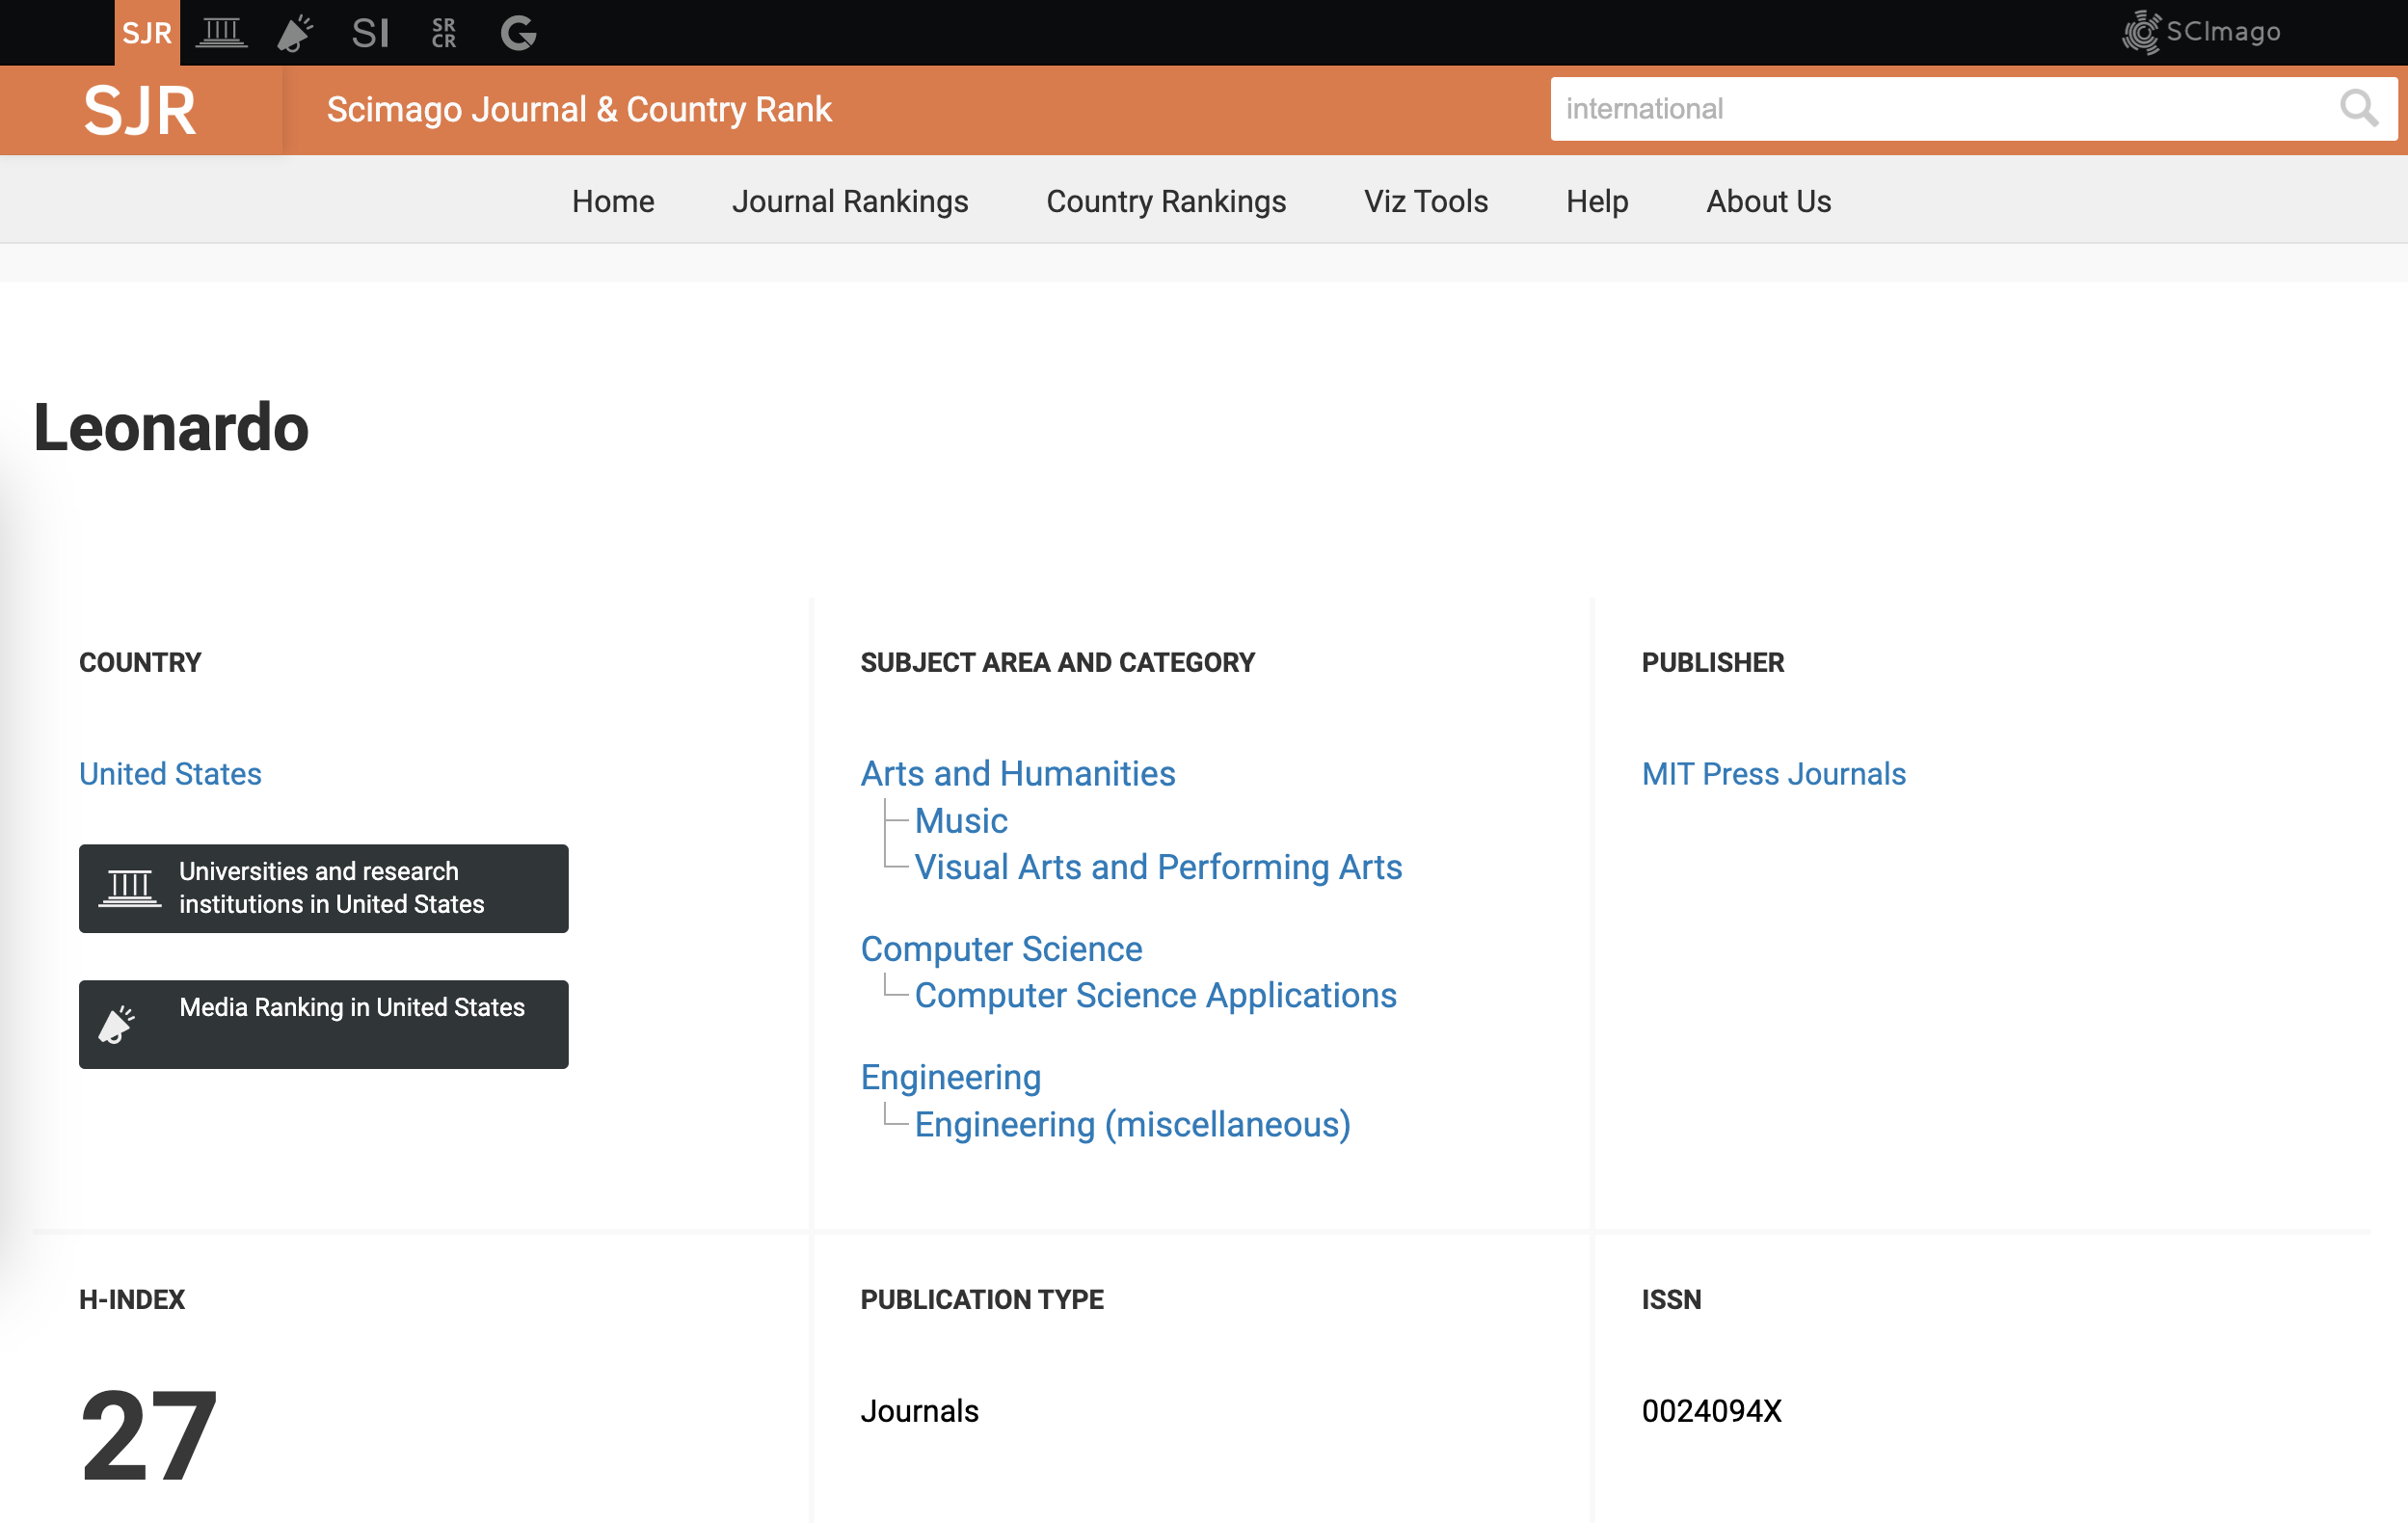 SJR
SI
SR
CR
G
SCImago
SJR
Scimago Journal & Country Rank
international
Home
Journal Rankings
Country Rankings
Viz Tools
Help
About Us
Leonardo
COUNTRY
United States
Universities and research
institutions in United States
Media Ranking in United States
SUBJECT AREA AND CATEGORY
Arts and Humanities
Music
Visual Arts and Performing Arts
Computer Science
Computer Science Applications
Engineering
Engineering (miscellaneous)
PUBLISHER
MIT Press Journals
H-INDEX
27
PUBLICATION TYPE
Journals
ISSN
0024094X